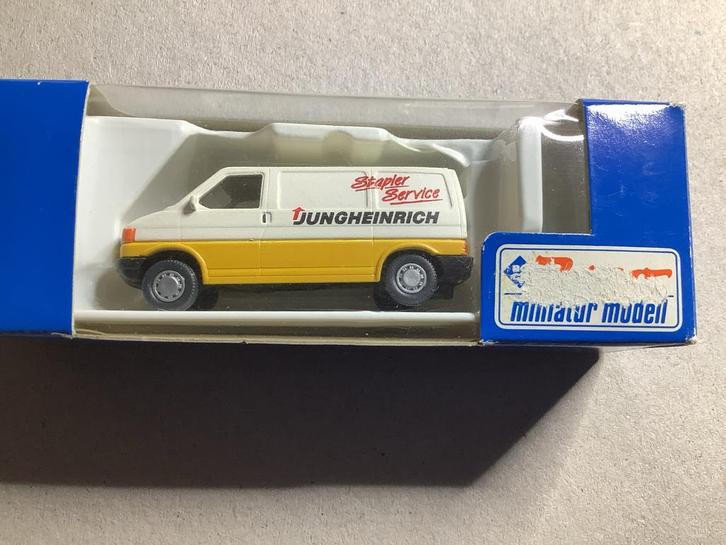 Stapler
Service
JUNGHEINRICH
miniatur modell